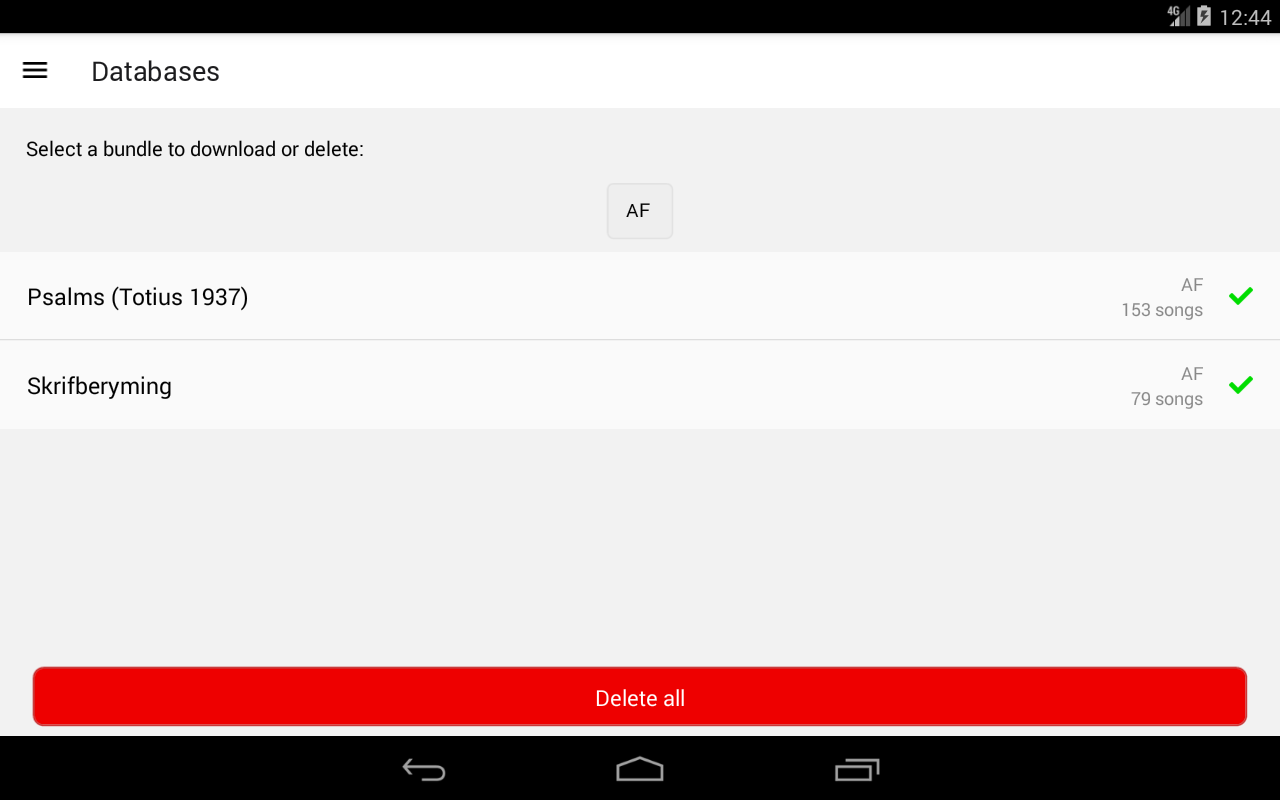 4G 12:44
Databases
Select a bundle to download or delete:
AF
Psalms (Totius 1937)
AF
153 songs
Skrifberyming
AF
79 songs
Delete all